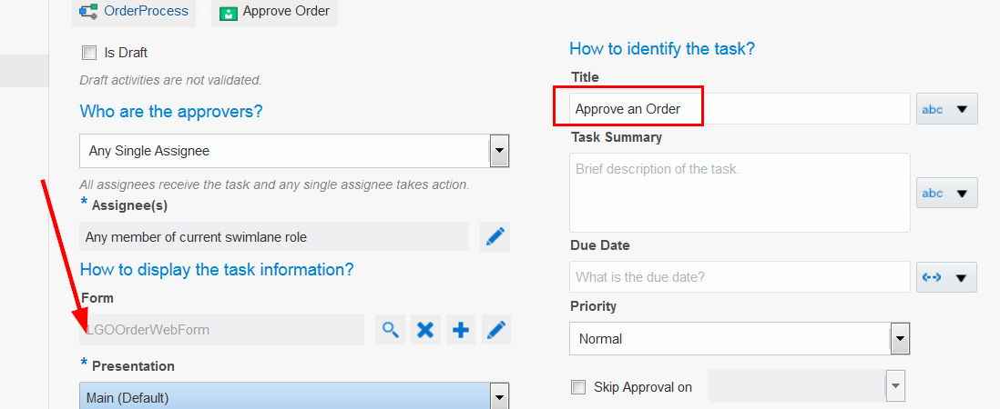 OrderProcess
Approve Order
Is Draft
Draft activities are not validated.
Who are the approvers?
Any Single Assignee
All assignees receive the task and any single assignee takes action.
* Assignee(s)
Any member of current swimlane role
How to display the task information?
Form
LGOOrderWebForm
* Presentation
Main (Default)
How to identify the task?
Title
Approve an Order
abc
Task Summary
Brief description of the task.
abc
Due Date
What is the due date?
Priority
Normal
Skip Approval on